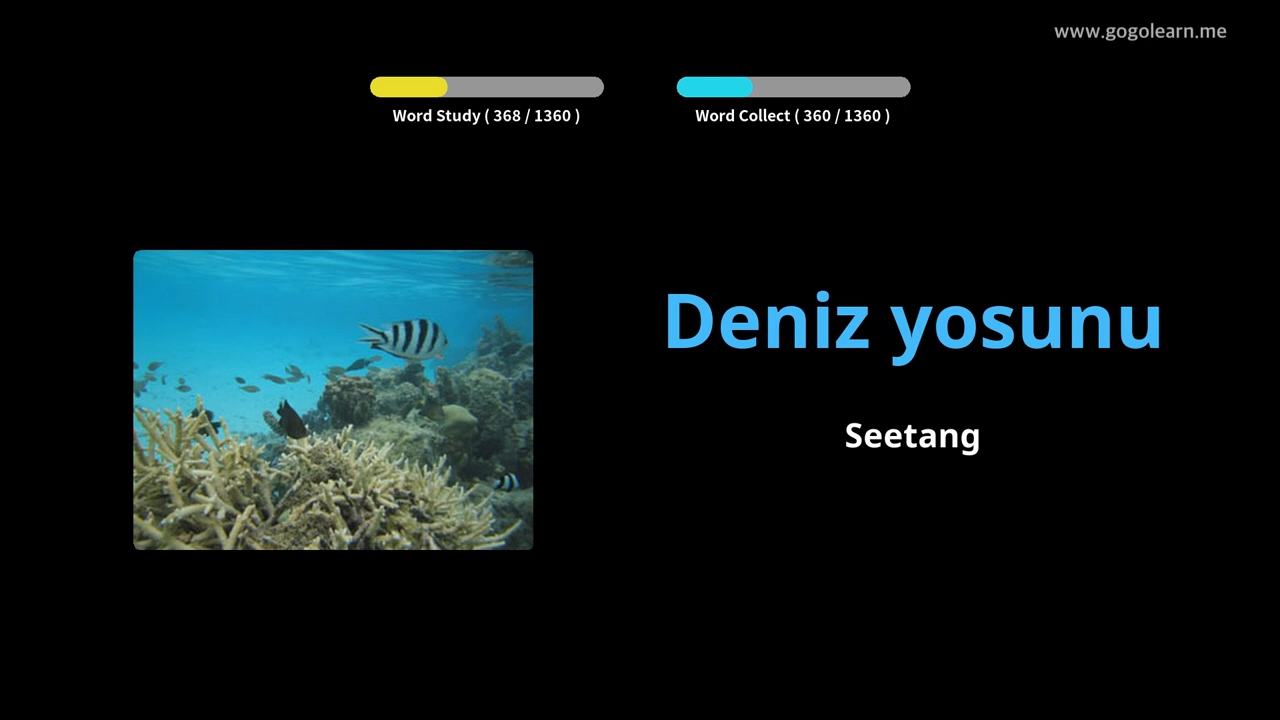 www.gogolearn.me
Word Study ( 368 / 1360 )
Word Collect ( 360 / 1360 )
Deniz yosunu
Seetang